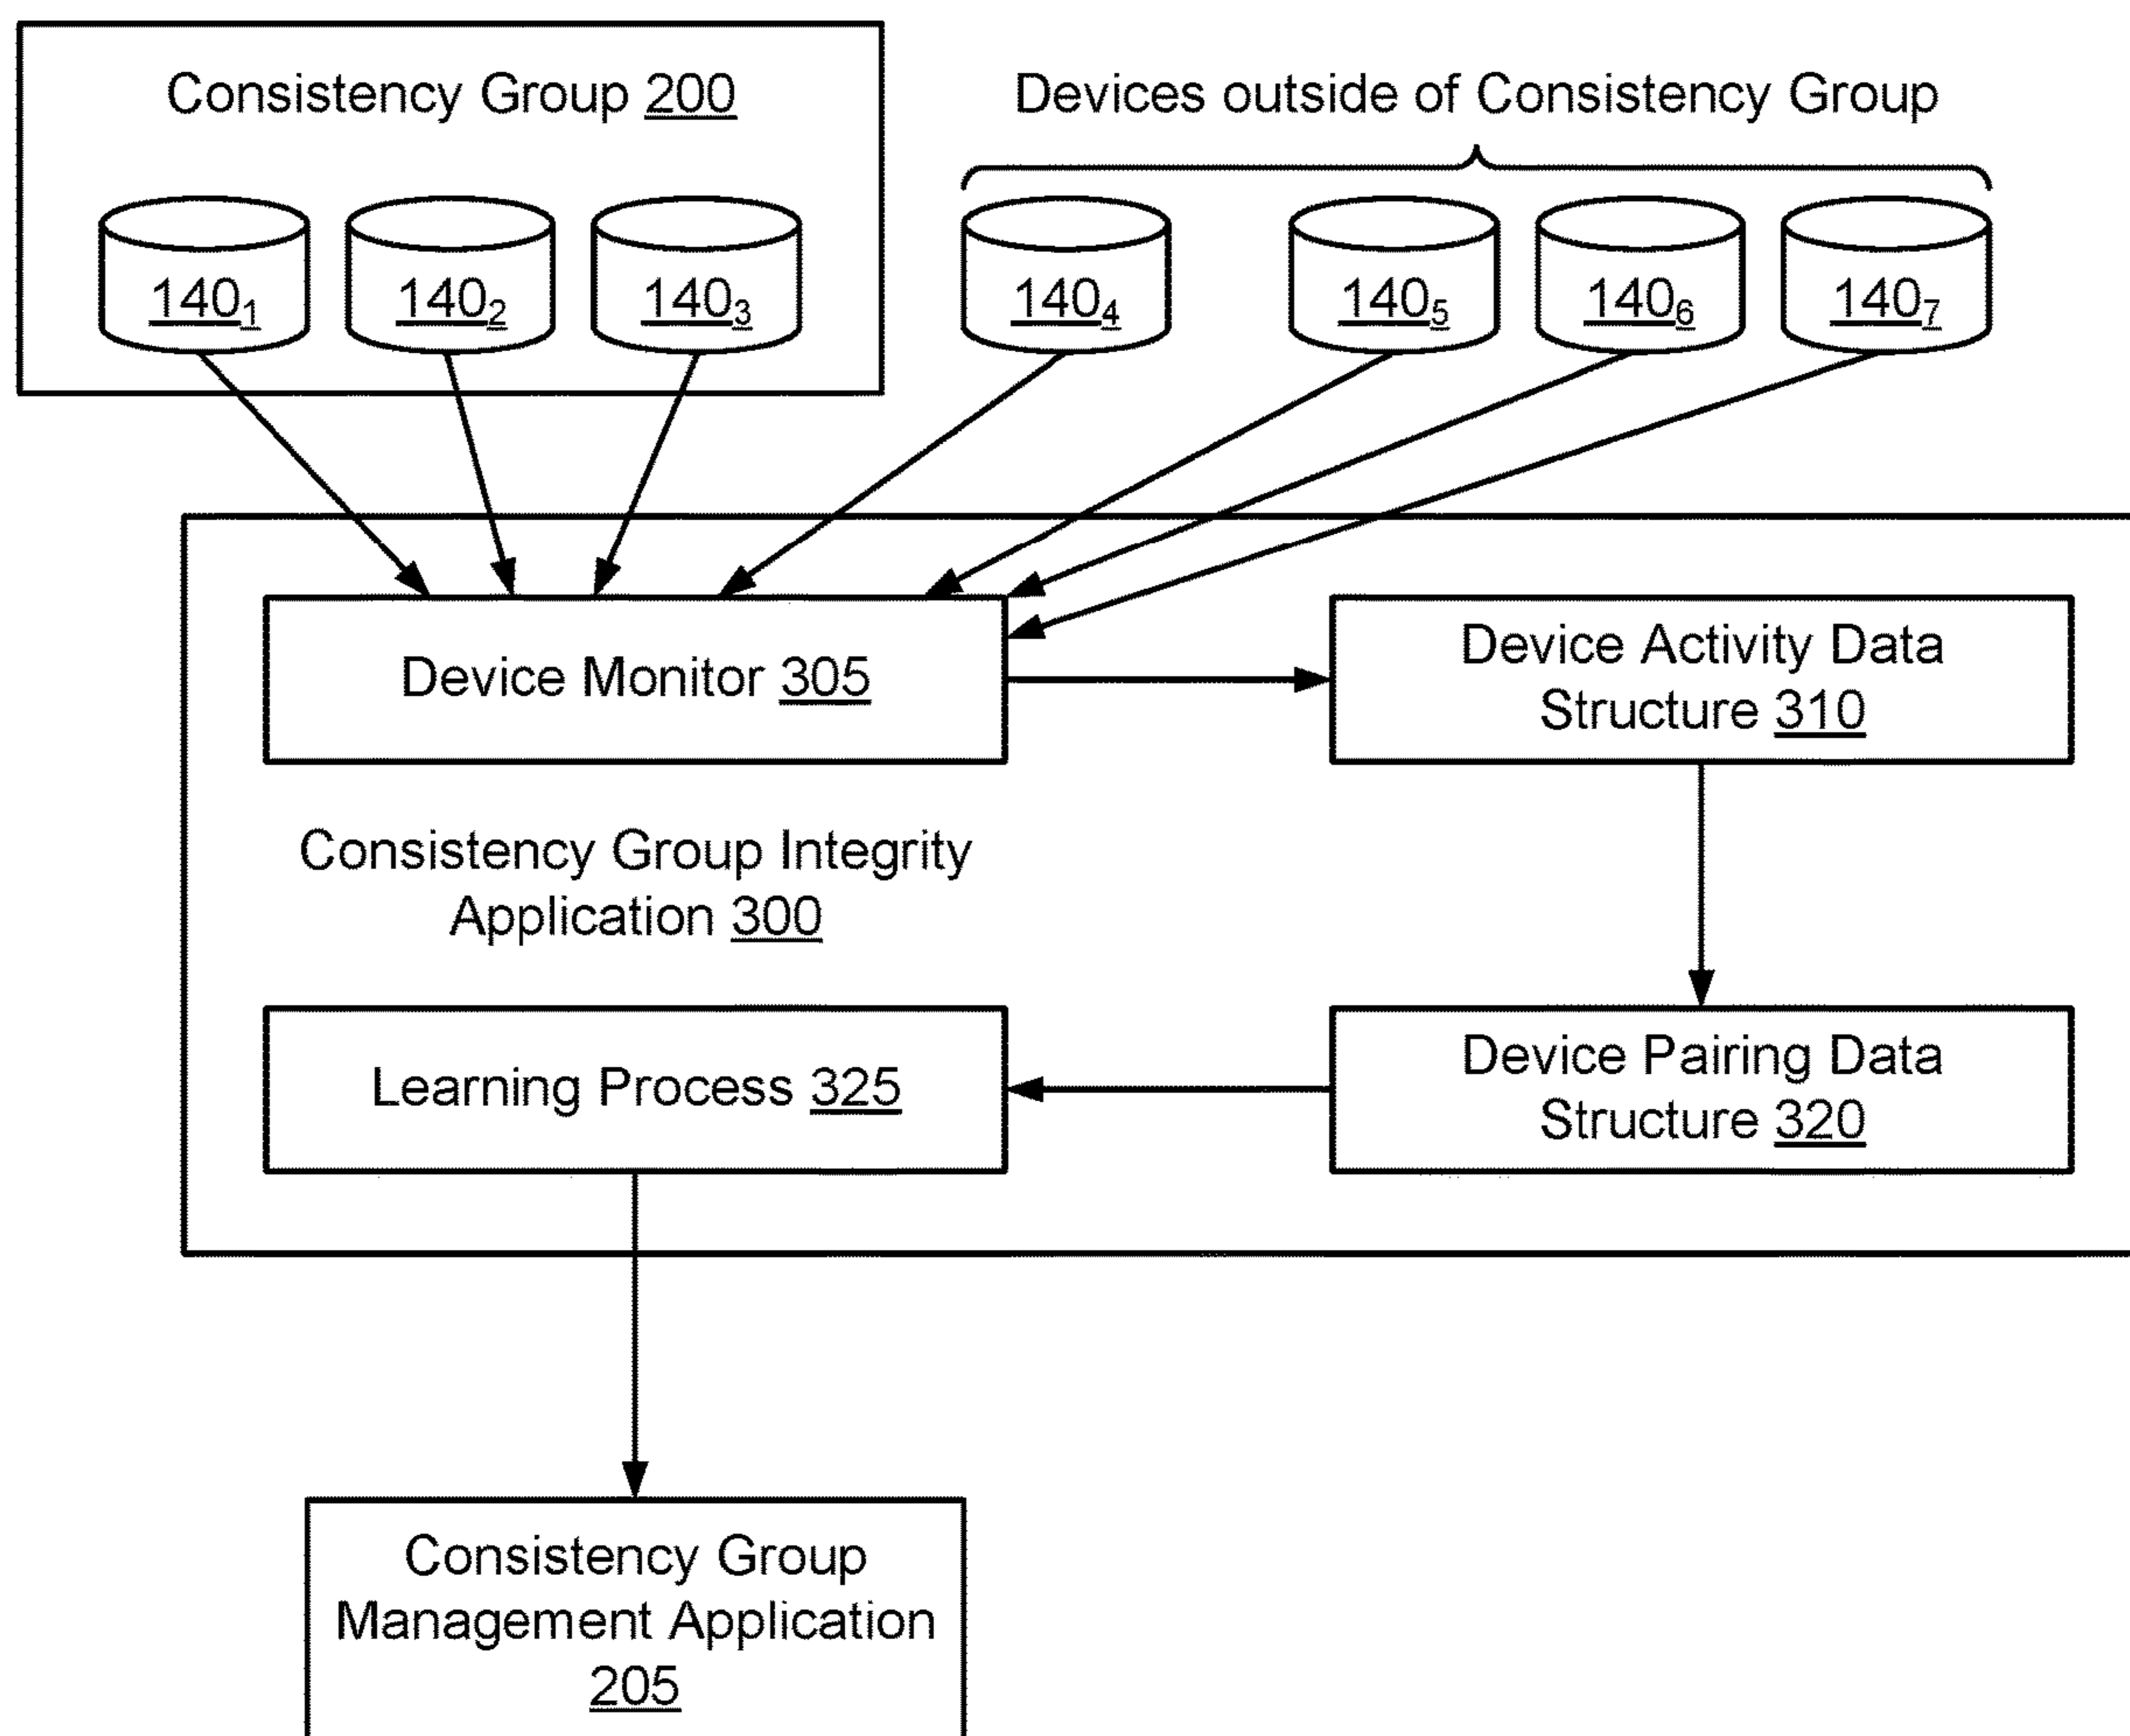 Consistency Group 200
Devices outside of Consistency Group
140₁ 140₂ 140₃ 140₄ 140₅ 140₆ 140₇
Device Monitor 305
Device Activity Data
Structure 310
Consistency Group Integrity
Application 300
Learning Process 325
Device Pairing Data
Structure 320
Consistency Group
Management Application
205